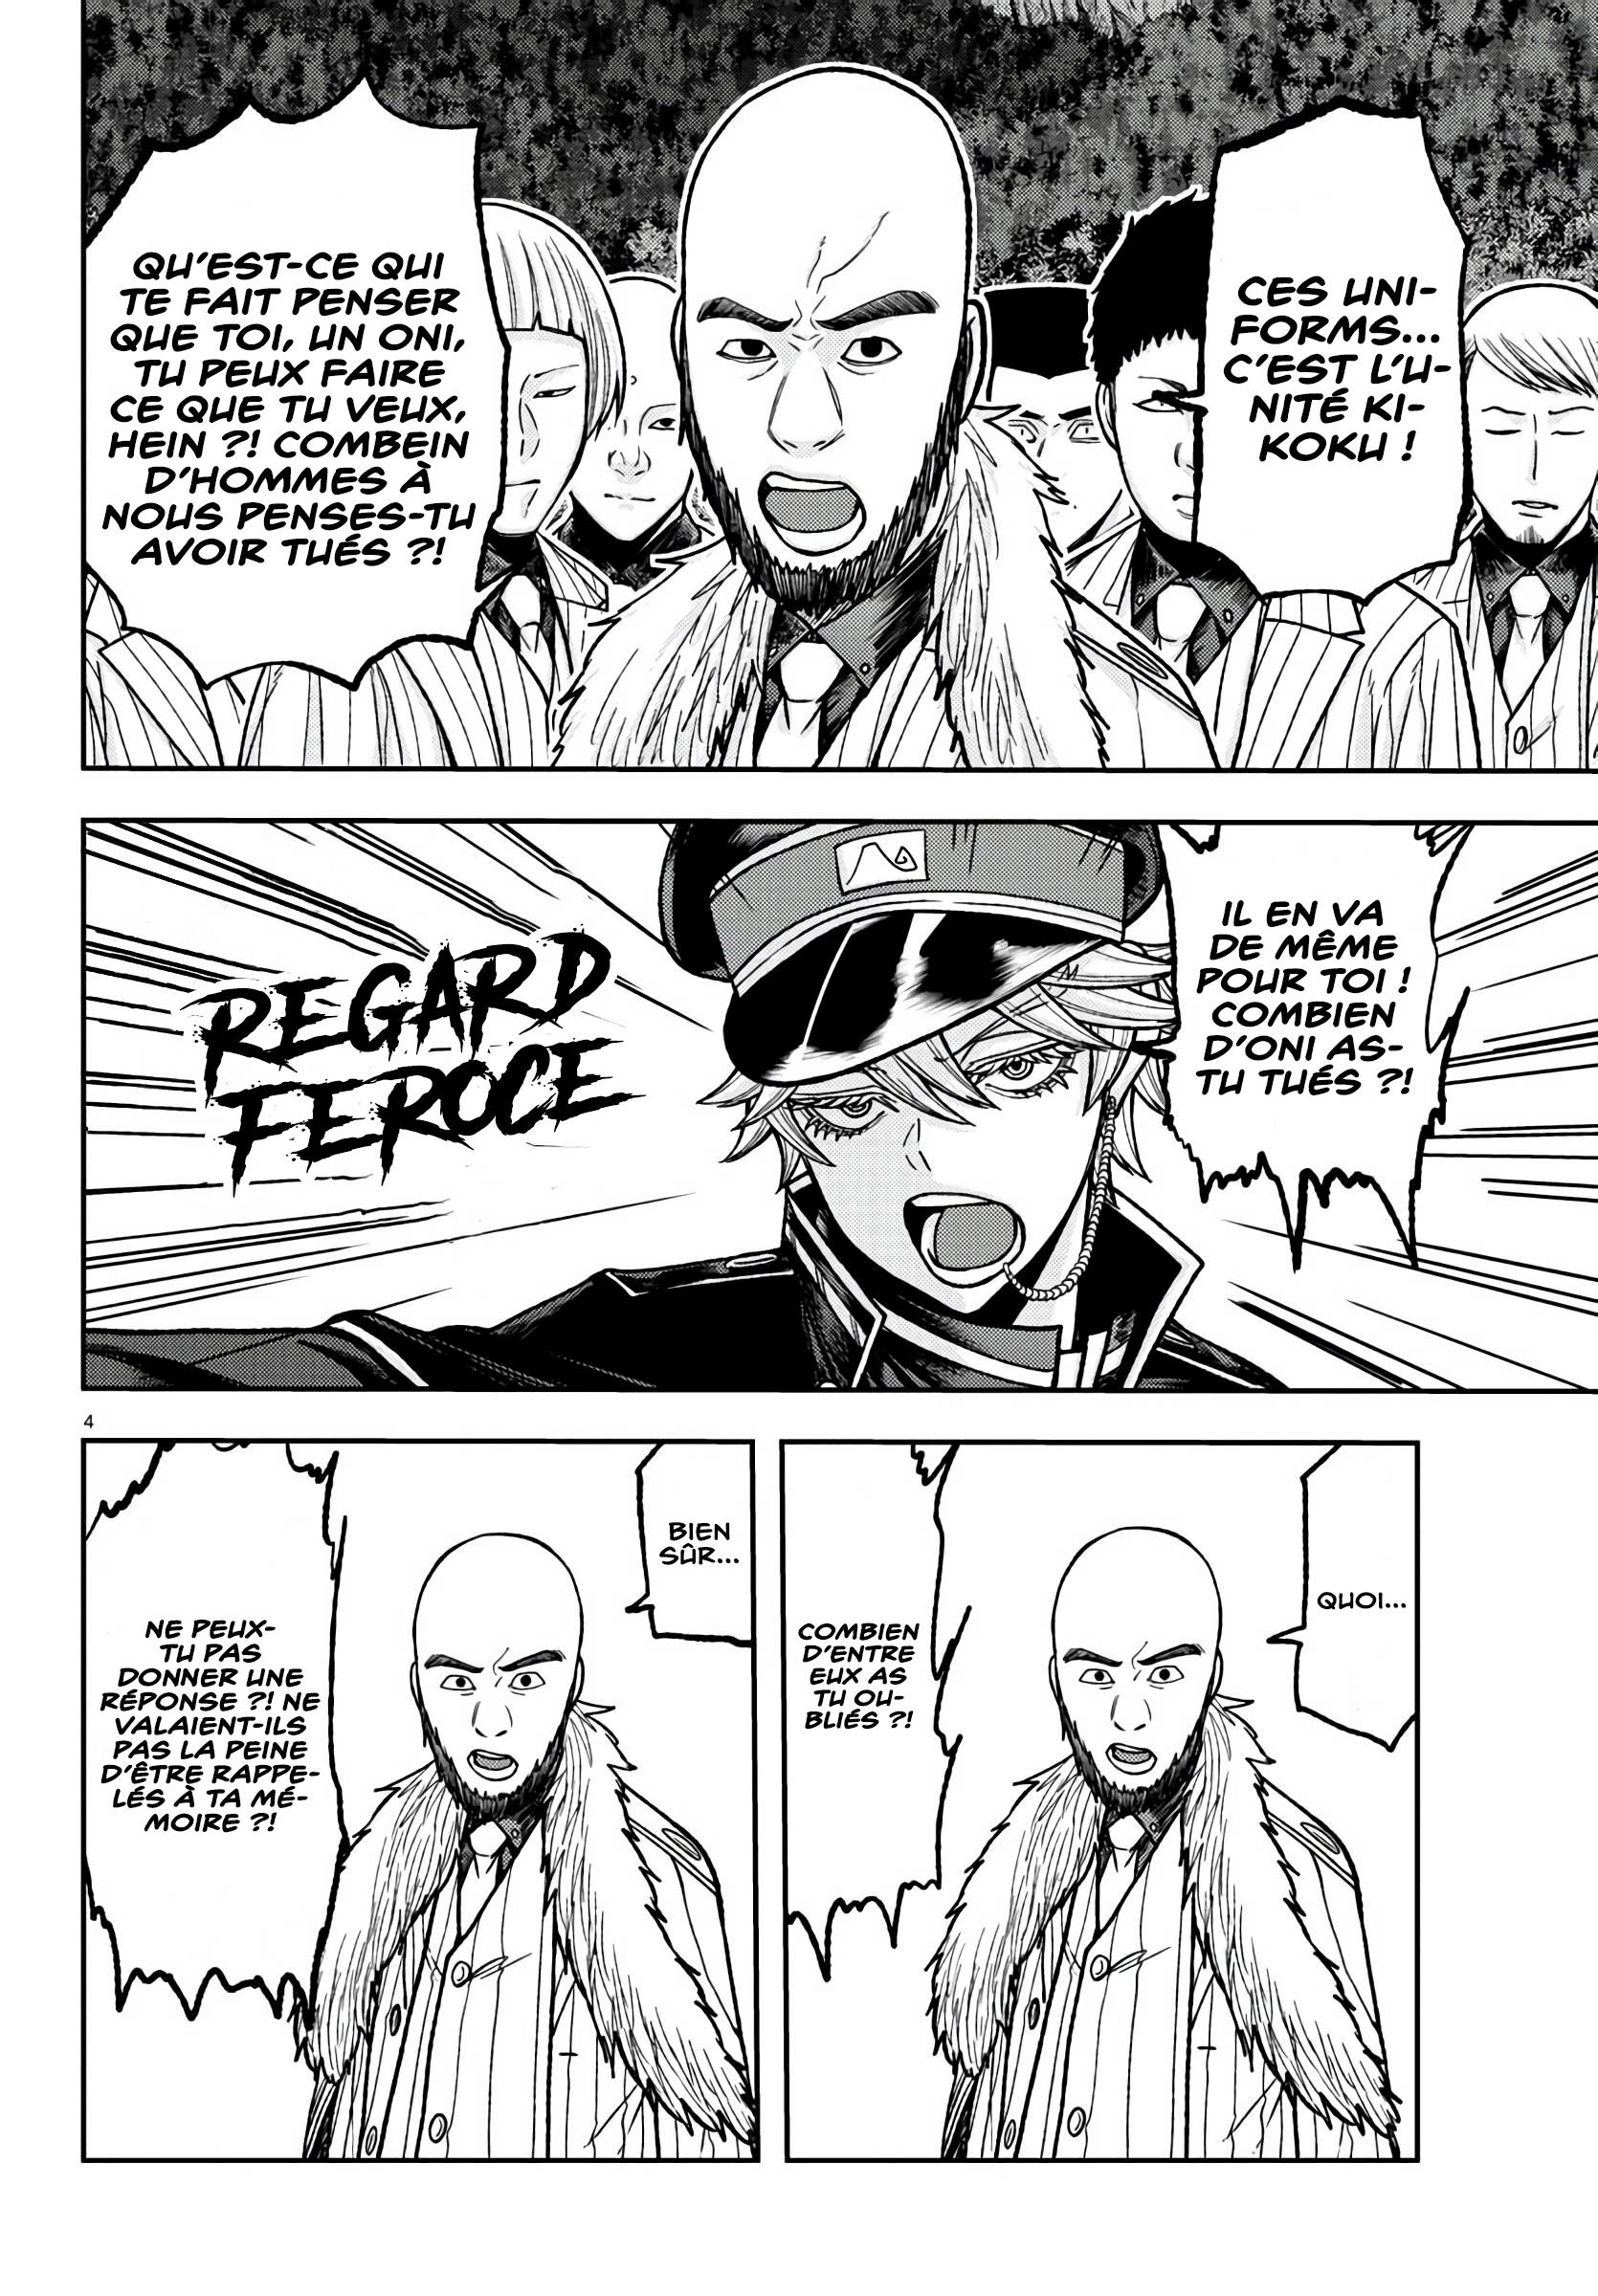 CES UNI-
FORMS...
C'EST L'U-
NITÉ KI-
KOKU !
QU'EST-CE QUI
TE FAIT PENSER
QUE TOI, UN ONI,
TU PEUX FAIRE
CE QUE TU VEUX,
HEIN ?! COMBEIN
D'HOMMES À
NOUS PENSES-TU
AVOIR TUÉS ?!
IL EN VA
DE MÊME
POUR TOI !
COMBIEN
D'ONI AS-
TU TUÉS ?!
REGARD
FEROCE
4
QUOI...
COMBIEN
D'ENTRE
EUX AS
TU OU-
BLIÉS ?!
BIEN
SÛR...
NE PEUX-
TU PAS
DONNER UNE
RÉPONSE ?! NE
VALAIENT-ILS
PAS LA PEINE
D'ÊTRE RAPPE-
LÉS À TA MÉ-
MOIRE ?!